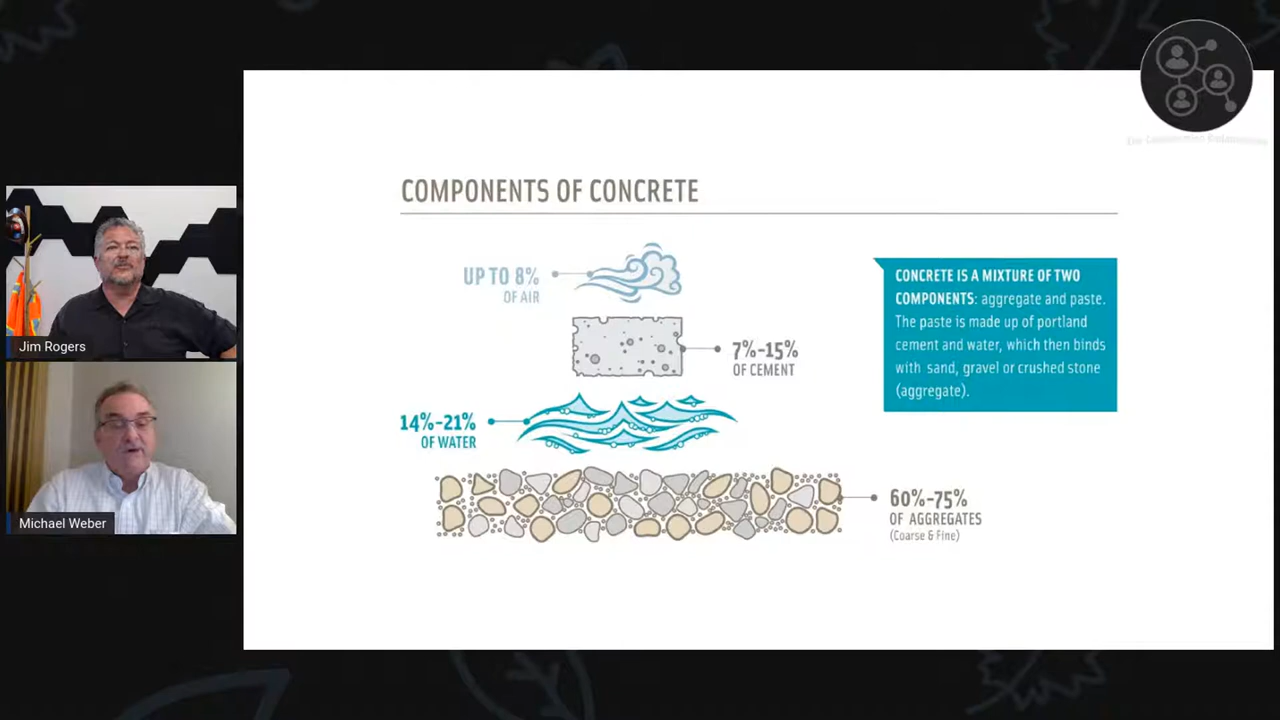 COMPONENTS OF CONCRETE
UP TO 8%
OF AIR
7%-15%
OF CEMENT
14%-21%
OF WATER
60%-75%
OF AGGREGATES
(Coarse & Fine)
CONCRETE IS A MIXTURE OF TWO
COMPONENTS: aggregate and paste.
The paste is made up of portland
cement and water, which then binds
with sand, gravel or crushed stone
(aggregate).
Jim Rogers
Michael Weber